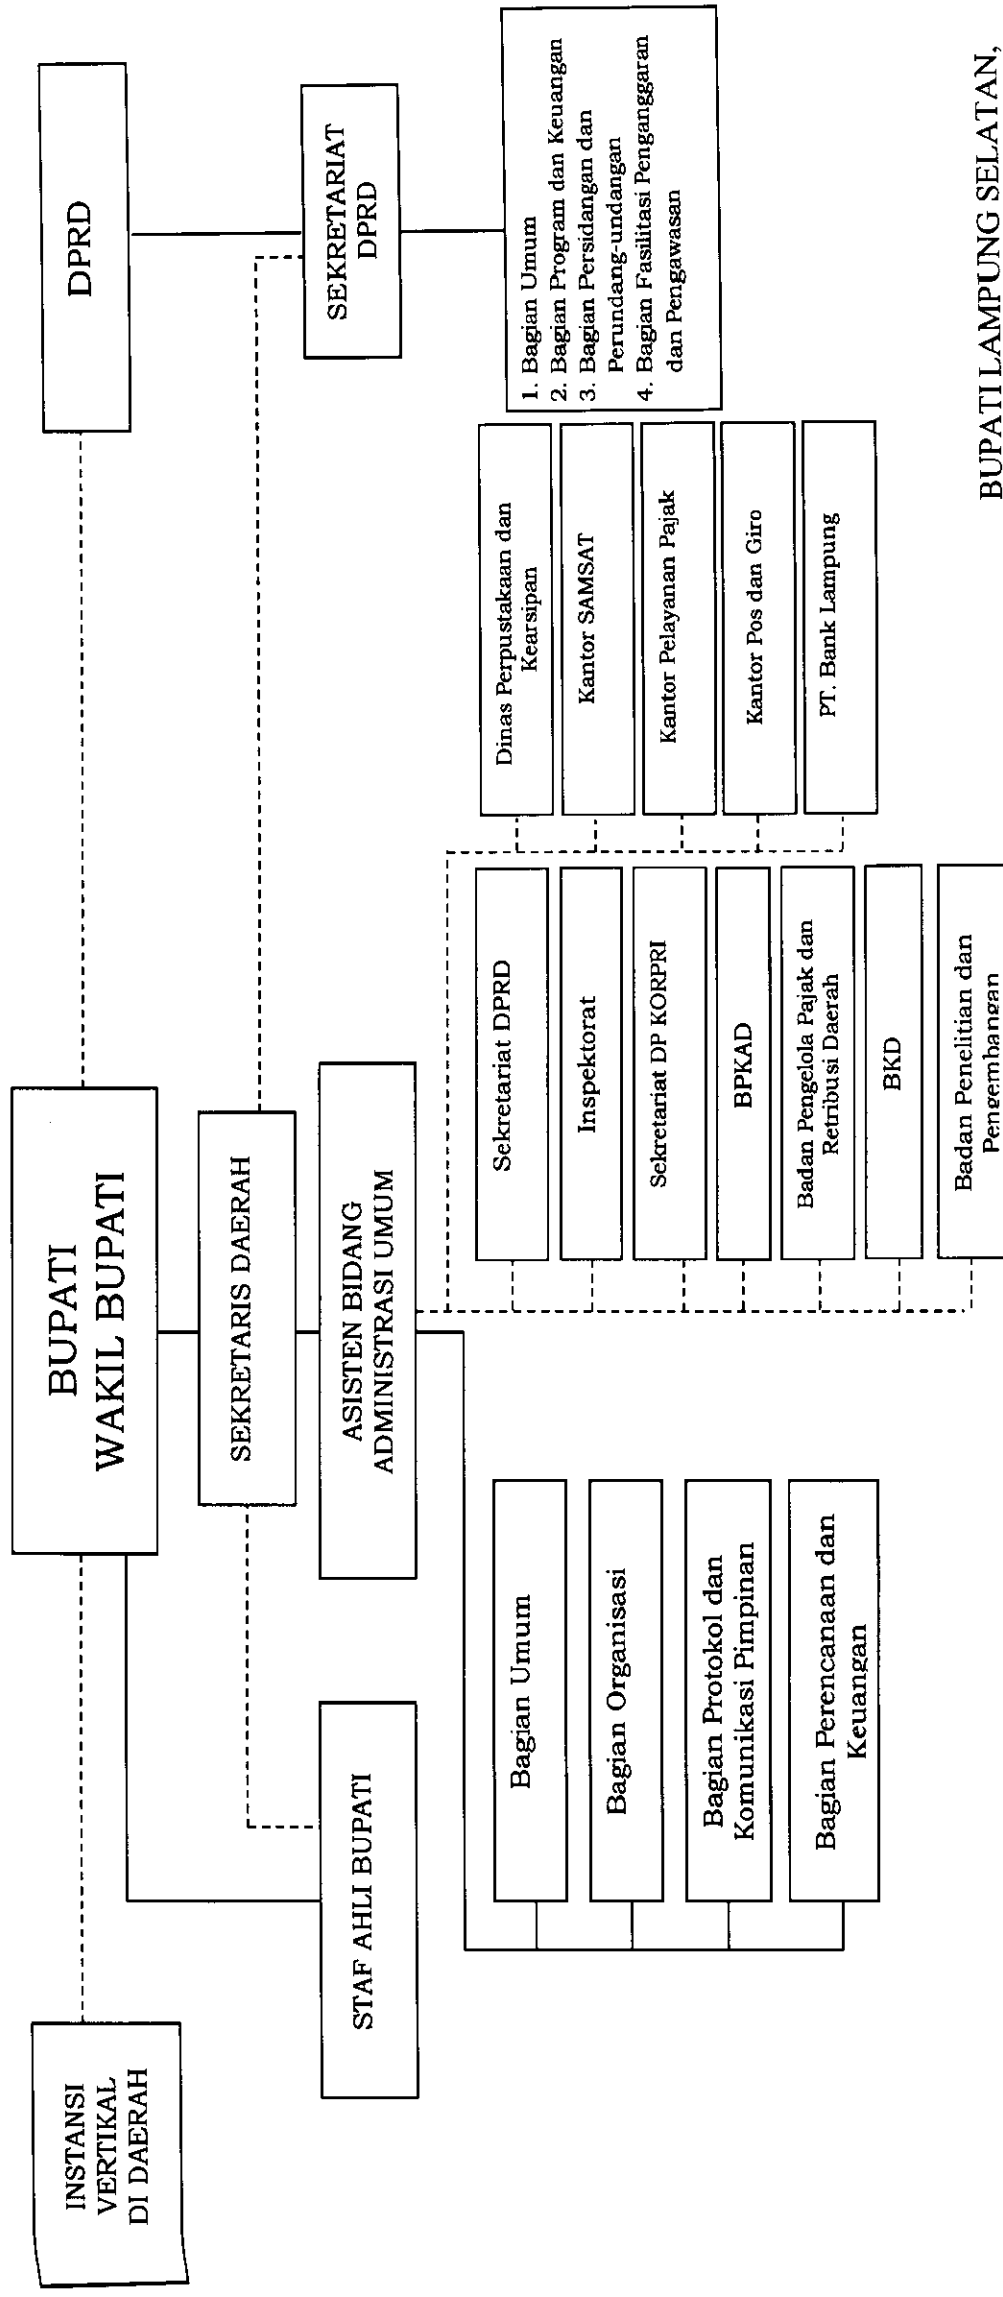 INSTANSI
VERTIKAL
DI DAERAH
BUPATI
WAKIL BUPATI
DPRD
SEKRETARIS DAERAH
SEKRETARIAT
DPRD
STAF AHLI BUPATI
ASISTEN BIDANG
ADMINISTRASI UMUM
Bagian Umum
Bagian Organisasi
Bagian Protokol dan
Komunikasi Pimpinan
Bagian Perencanaan dan
Keuangan
Sekretariat DPRD
Inspektorat
Sekretariat DP KORPRI
BPKAD
Badan Pengelola Pajak dan
Retribusi Daerah
BKD
Badan Penelitian dan
Pengembangan
Dinas Perpustakaan dan
Kearsipan
Kantor SAMSAT
Kantor Pelayanan Pajak
Kantor Pos dan Giro
PT. Bank Lampung
1. Bagian Umum
2. Bagian Program dan Keuangan
3. Bagian Persidangan dan
Perundang-undangan
4. Bagian Fasilitasi Penganggaran
dan Pengawasan
BUPATI LAMPUNG SELATAN,